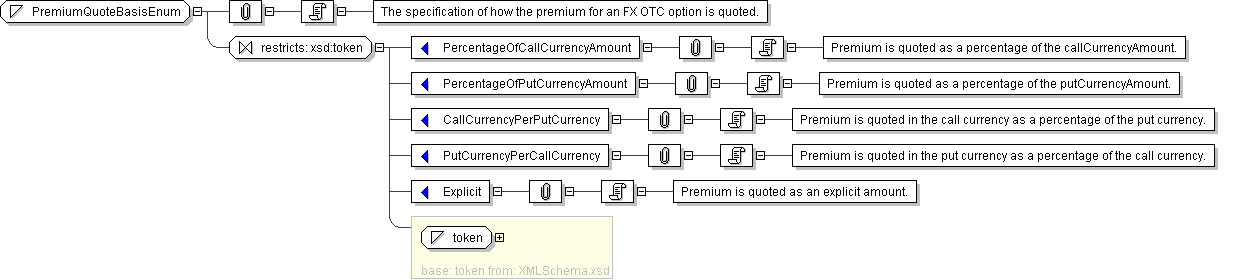 PremiumQuoteBasisEnum The specification of how the premium for an FX OTC option is quoted.
restricts: xsd:token PercentageOfCallCurrencyAmount Premium is quoted as a percentage of the callCurrencyAmount.
PercentageOfPutCurrencyAmount Premium is quoted as a percentage of the putCurrencyAmount.
CallCurrencyPerPutCurrency Premium is quoted in the call currency as a percentage of the put currency.
PutCurrencyPerCallCurrency Premium is quoted in the put currency as a percentage of the call currency.
Explicit Premium is quoted as an explicit amount.
token
base: token from: XMLSchema.xsd